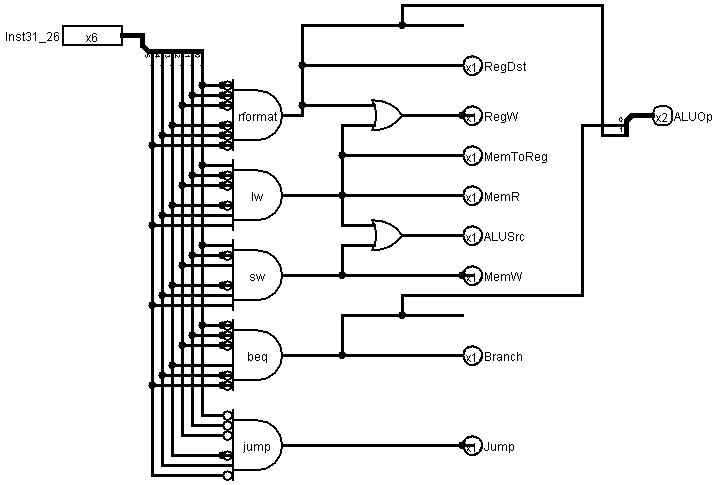 Inst31_26 x6
x1 RegDst
rformat
x1 RegW
0
1
x2 ALUOp
x1 MemToReg
lw
x1 MemR
x1 ALUSrc
sw
x1 MemW
beq
x1 Branch
jump
x1 Jump